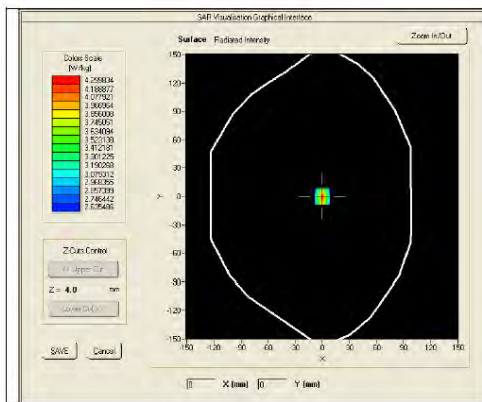 SAR Visualisation Graphical Interface
Surface Radiated Intensity
Zoom In/Out
Colors Scale
(W/kg)
4.299834
4.188877
4.077921
3.966964
3.856008
3.745051
3.634094
3.523138
3.412181
3.301225
3.190268
3.079312
2.968355
2.857399
2.746442
2.635486
150
120
90
60
30
0
-30
-60
-90
-120
-150
Y
-150 -120 -90 -60 -30 0 30 60 90 120 150
X
Z Cuts Control
Upper Cut
Z = 4.0 mm
Lower
SAVE
Cancel
0 X (mm) 0 Y (mm)